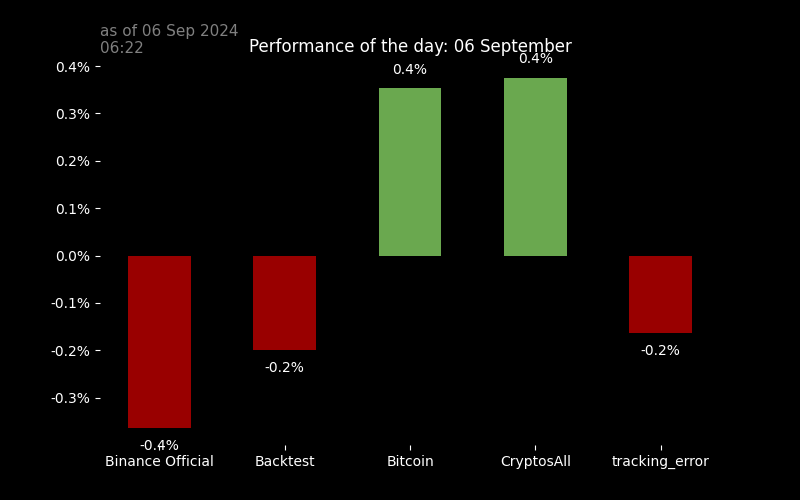 as of 06 Sep 2024
06:22
Performance of the day: 06 September
0.4%
0.3%
0.2%
0.1%
0.0%
-0.1%
-0.2%
-0.3%
-0.4%
-0.2%
0.4%
0.4%
-0.2%
Binance Official
Backtest
Bitcoin
CryptosAll
tracking_error